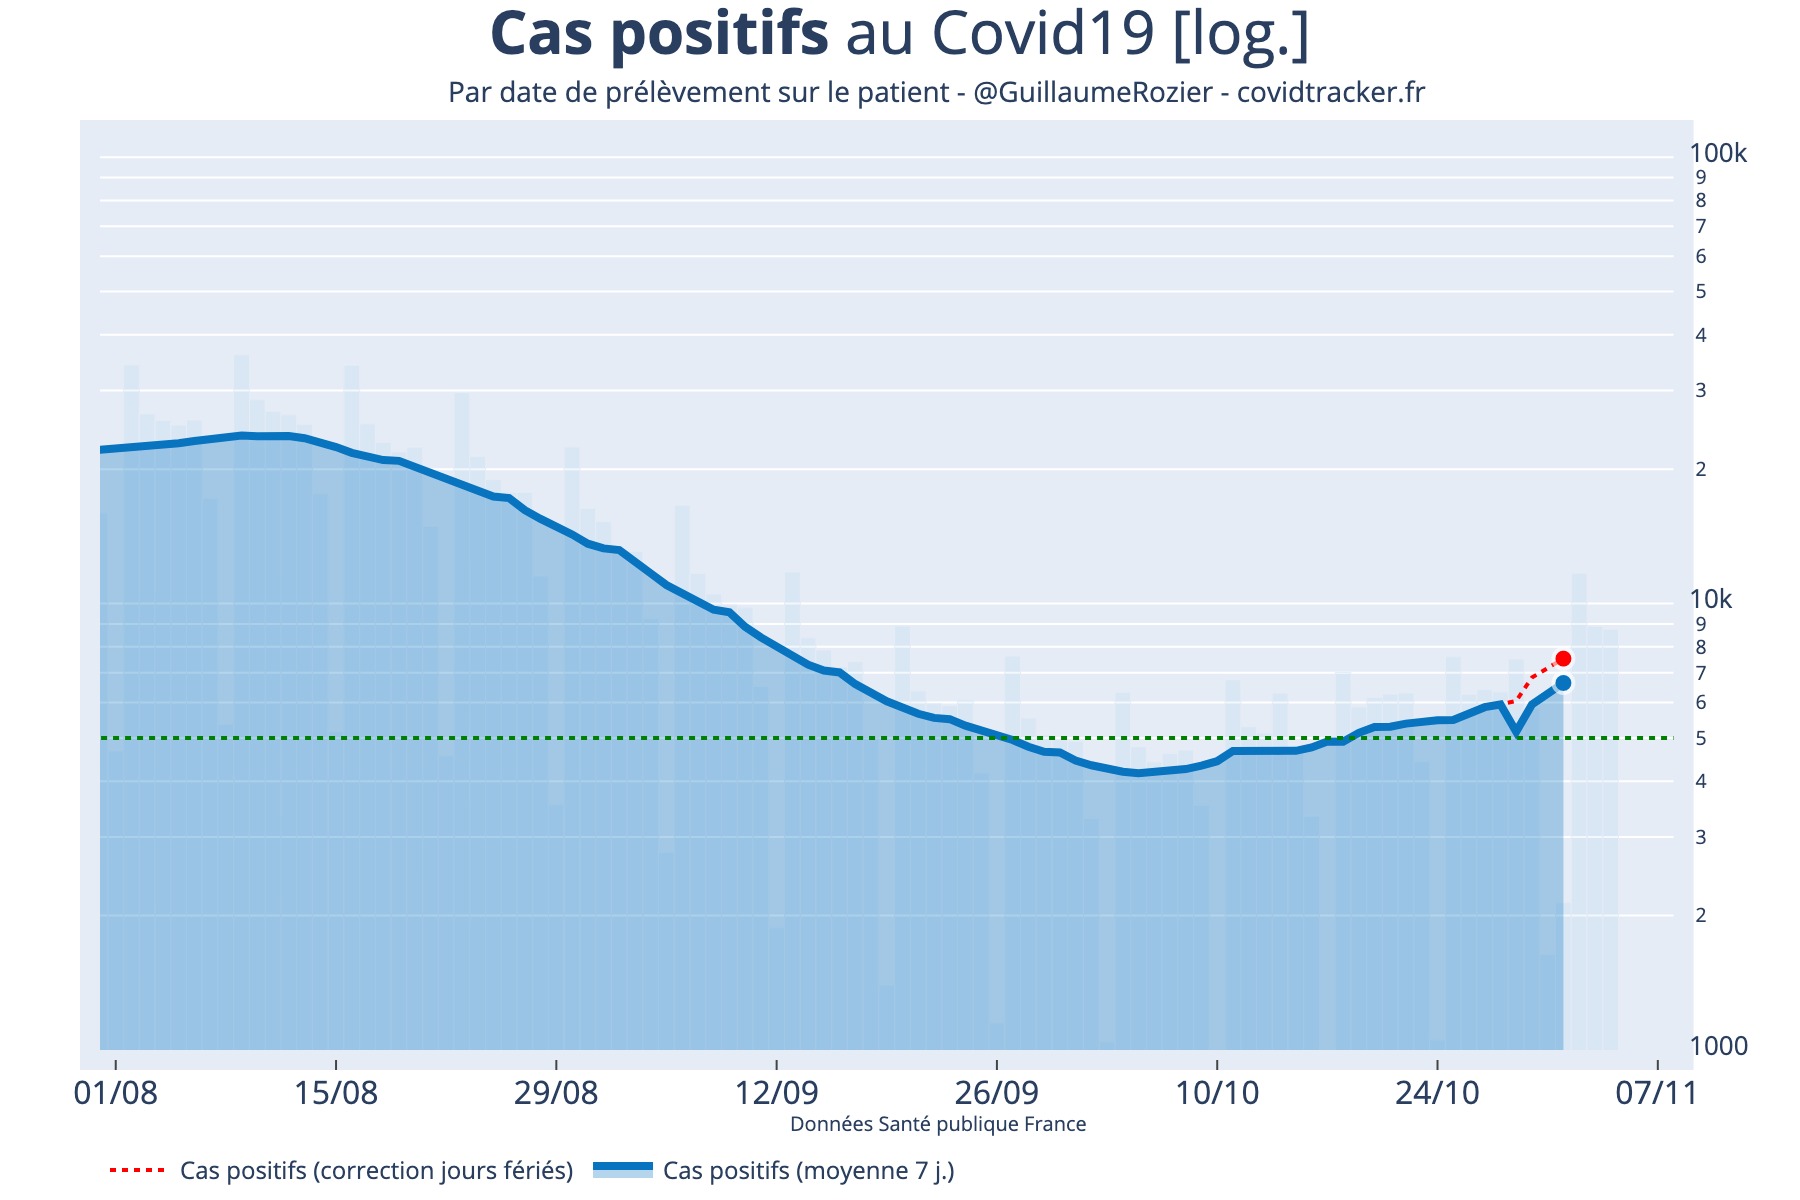 Cas positifs au Covid19 [log.]
Par date de prélèvement sur le patient - @GuillaumeRozier - covidtracker.fr
100k
9
8
7
6
5
4
3
2
10k
9
8
7
6
5
4
3
2
1000
01/08 15/08 29/08 12/09 26/09 10/10 24/10 07/11
Données Santé publique France
Cas positifs (correction jours fériés) Cas positifs (moyenne 7 j.)